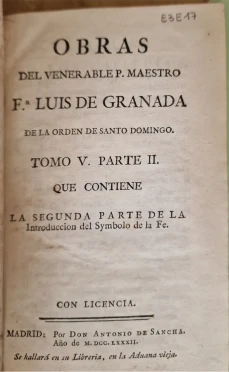 E3E17
OBRAS
DEL VENERABLE P. MAESTRO
F.R LUIS DE GRANADA
DE LA ORDEN DE SANTO DOMINGO.
TOMO V. PARTE II.
QUE CONTIENE
LA SEGUNDA PARTE DE LA
Introduccion del Symbolo de la Fe.
CON LICENCIA.
MADRID: Por Don Antonio de Sancha.
Año de M.DCC.LXXXII.
Se hallará en su Libreria, en la Aduana vieja.